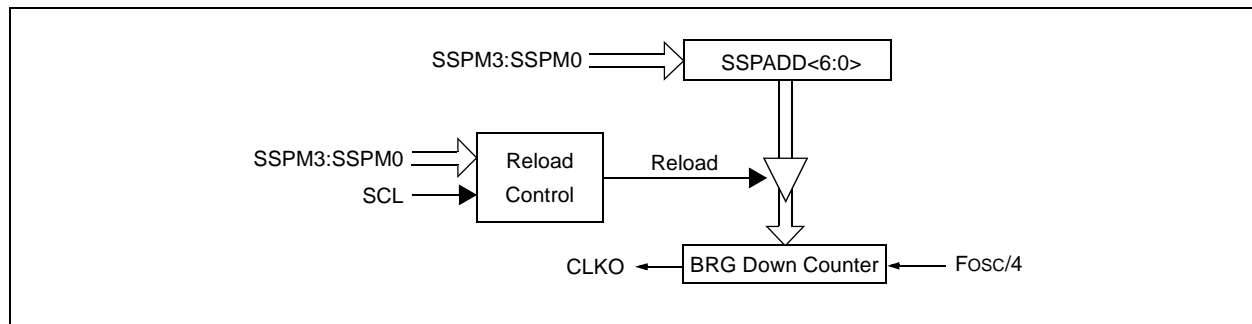 SSPM3:SSPM0
SSPADD<6:0>
SSPM3:SSPM0
SCL
Reload
Control
Reload
CLKO
BRG Down Counter
FOSC/4